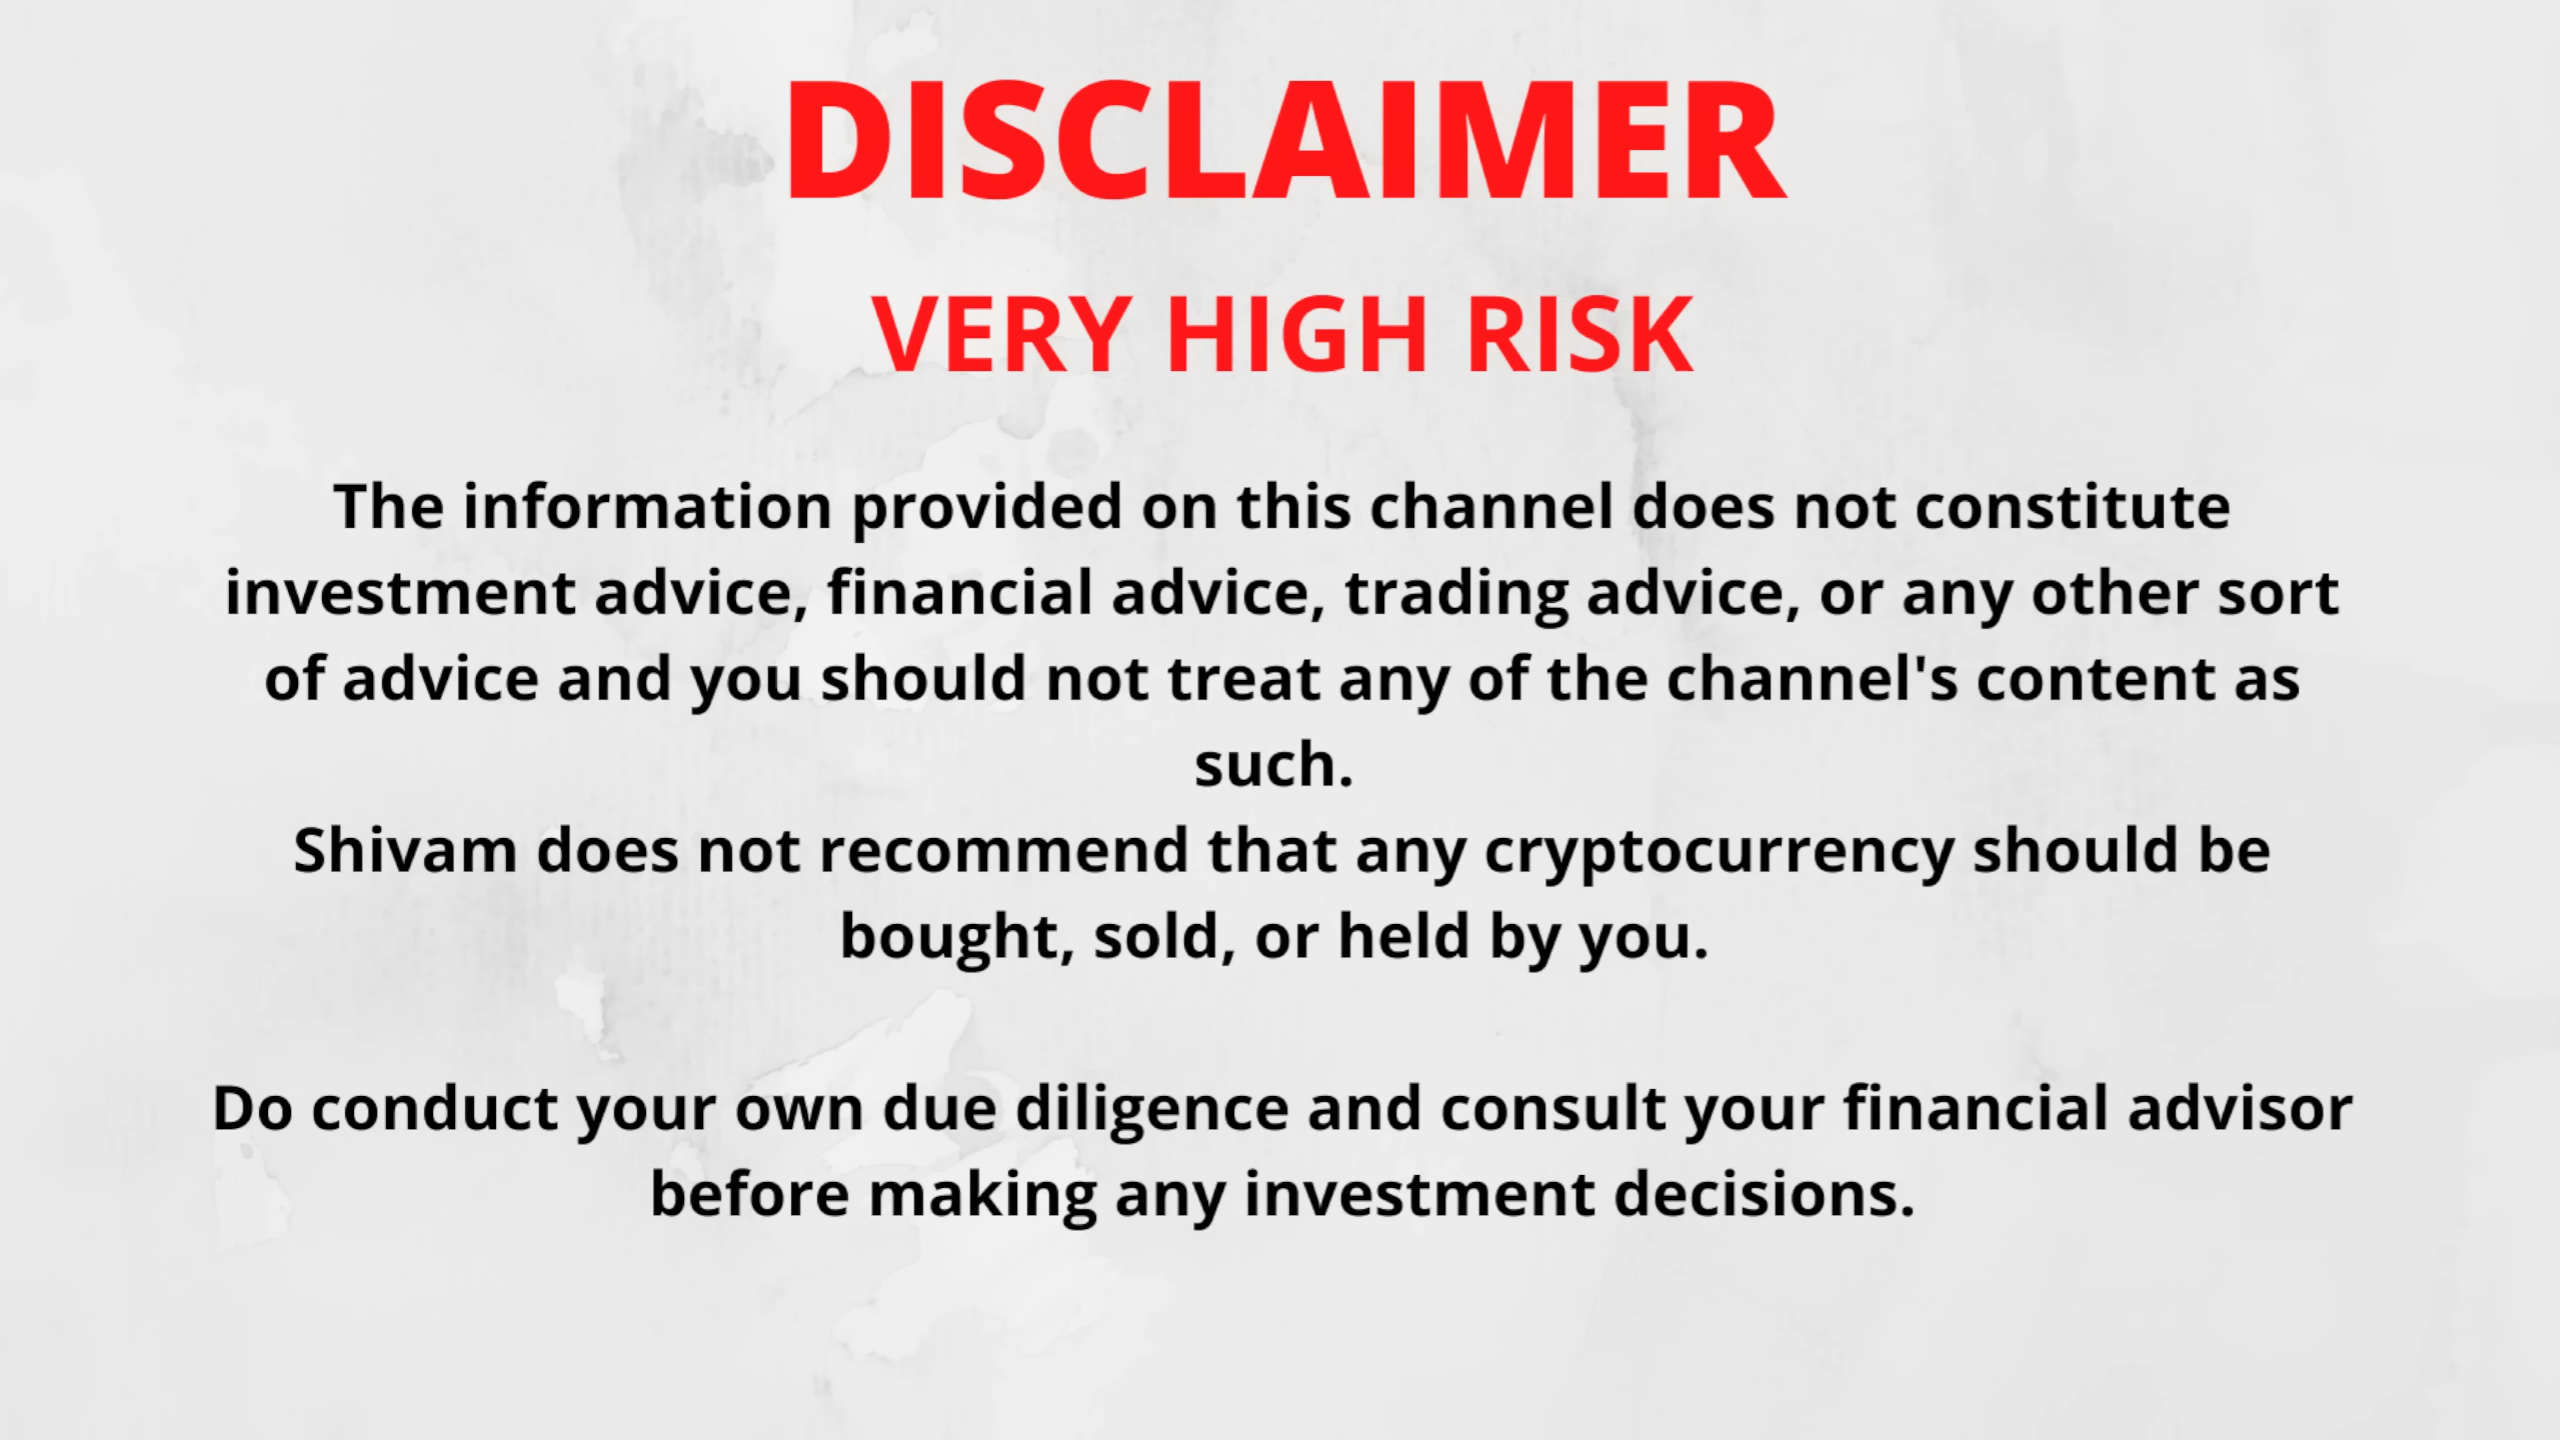 DISCLAIMER
VERY HIGH RISK
The information provided on this channel does not constitute
investment advice, financial advice, trading advice, or any other sort
of advice and you should not treat any of the channel's content as
such.
Shivam does not recommend that any cryptocurrency should be
bought, sold, or held by you.
Do conduct your own due diligence and consult your financial advisor
before making any investment decisions.